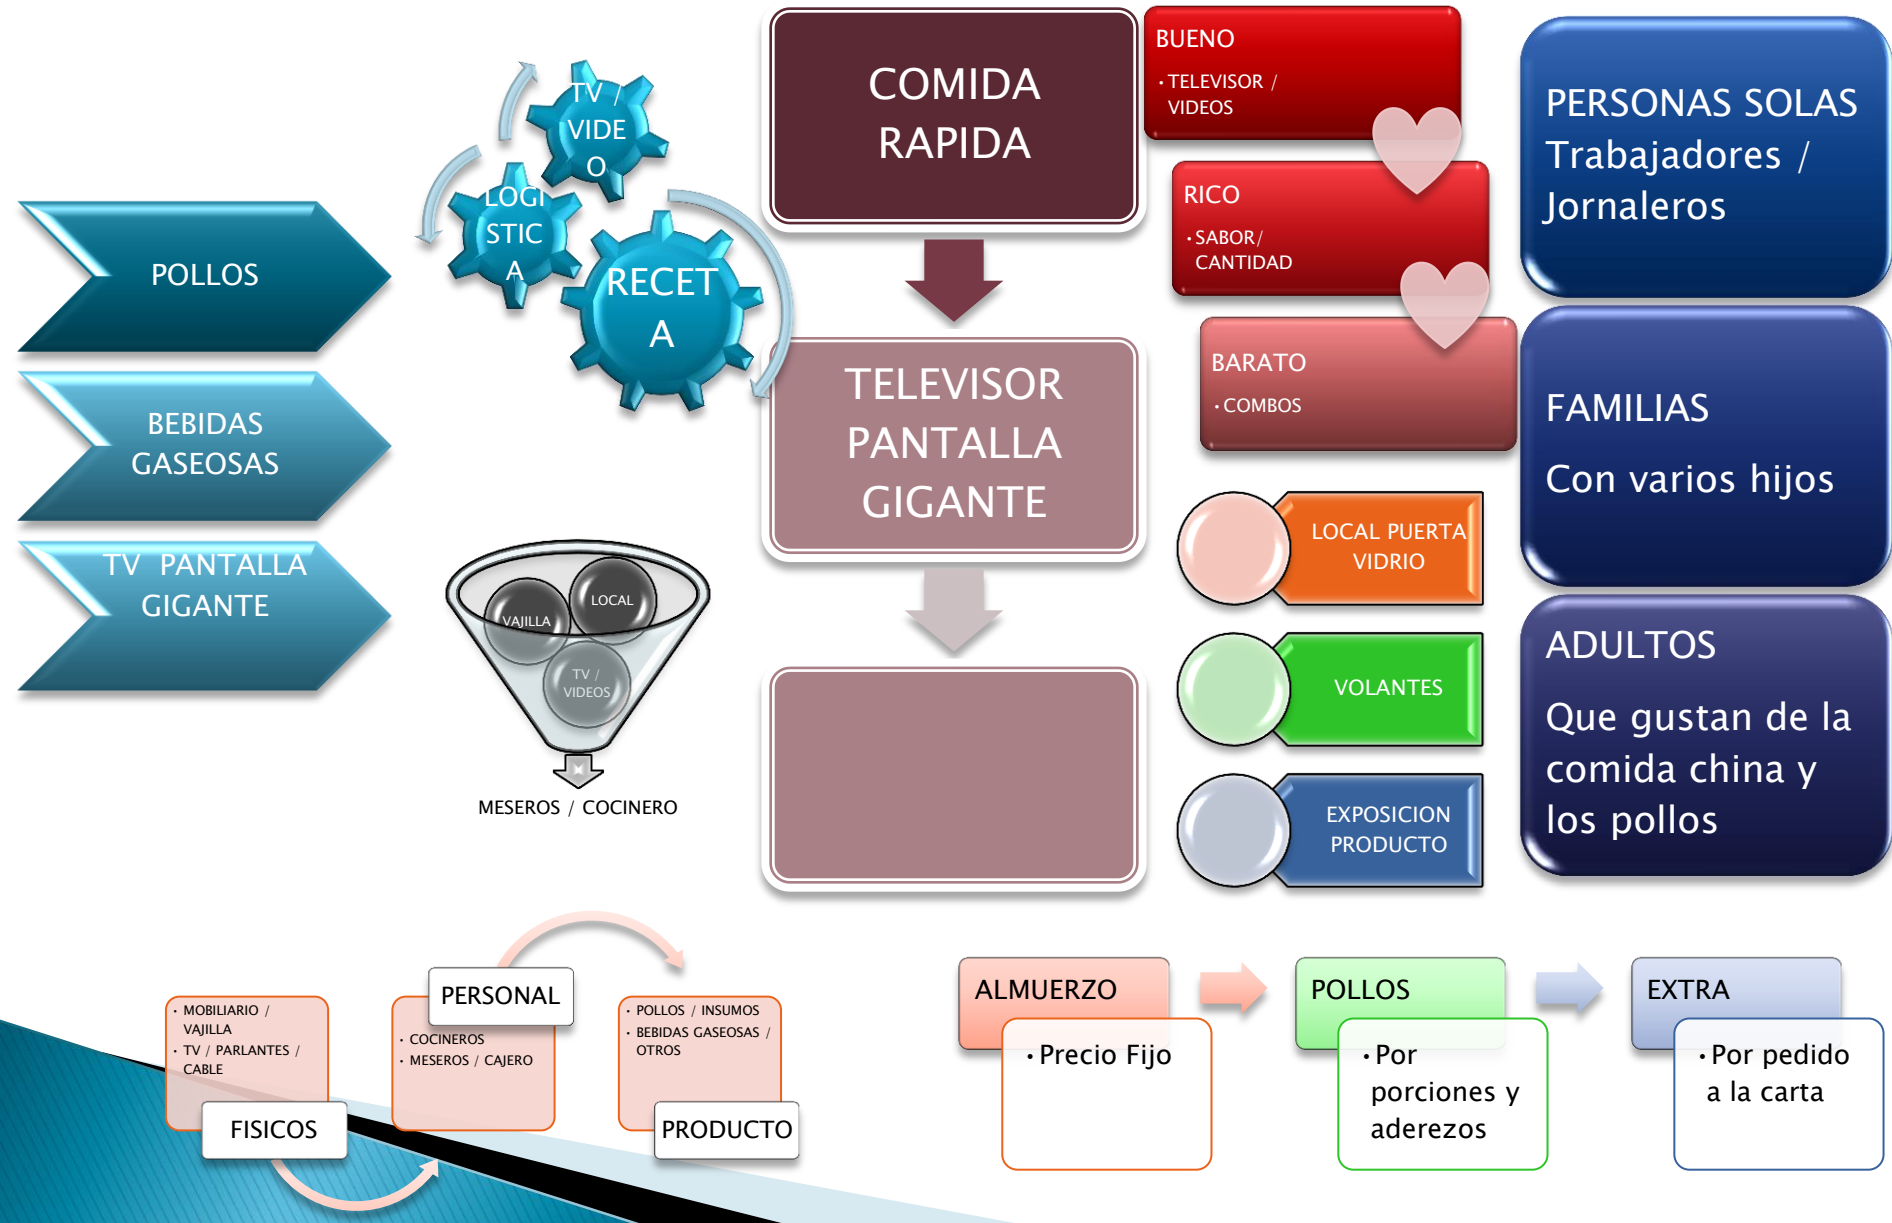 POLLOS
BEBIDAS
GASEOSAS
TV PANTALLA
GIGANTE
TV /
VIDE
O
LOGI
STIC
A
RECET
A
VAJILLA
LOCAL
TV /
VIDEOS
MESEROS / COCINERO
COMIDA
RAPIDA
TELEVISOR
PANTALLA
GIGANTE
BUENO
• TELEVISOR /
VIDEOS
RICO
• SABOR/
CANTIDAD
BARATO
• COMBOS
LOCAL PUERTA
VIDRIO
VOLANTES
EXPOSICION
PRODUCTO
PERSONAS SOLAS
Trabajadores /
Jornaleros
FAMILIAS
Con varios hijos
ADULTOS
Que gustan de la
comida china y
los pollos
• MOBILIARIO /
VAJILLA
• TV / PARLANTES /
CABLE
FISICOS
PERSONAL
• COCINEROS
• MESEROS / CAJERO
• POLLOS / INSUMOS
• BEBIDAS GASEOSAS /
OTROS
PRODUCTO
ALMUERZO
• Precio Fijo
POLLOS
• Por
porciones y
aderezos
EXTRA
• Por pedido
a la carta